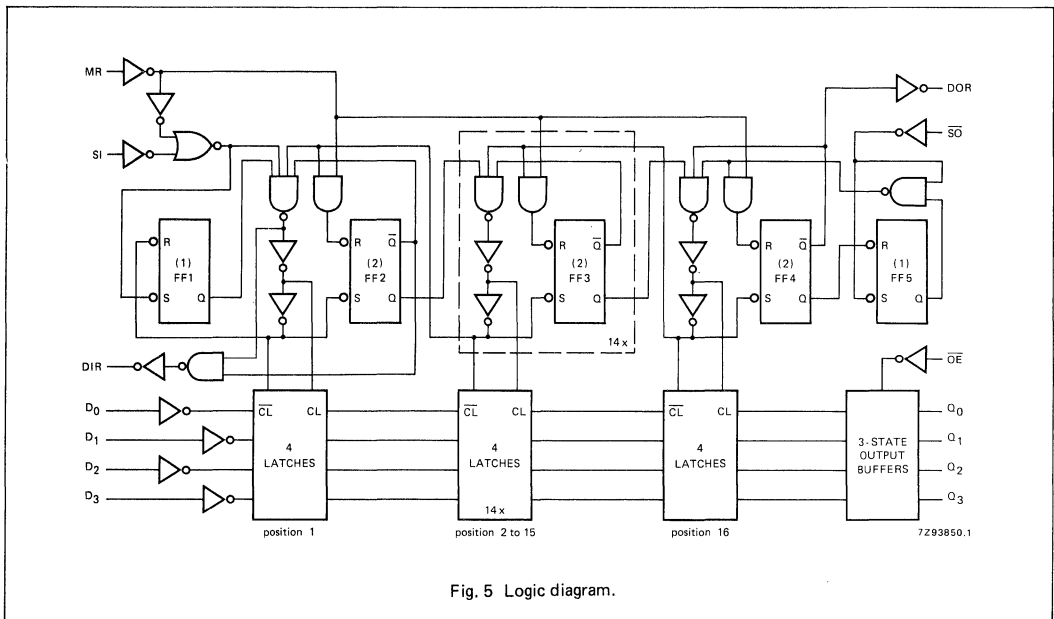 MR
DOR
SO
SI
R
(1)
FF1
S Q
R Q
(2)
FF2
Q
S
R Q
(2)
FF3
S Q
14 x
R Q
(2)
FF4
S Q
R
(1)
FF5
S Q
DIR
OE
D0
D1
D2
D3
CL CL
4
LATCHES
CL CL
4
LATCHES
14 x
CL CL
4
LATCHES
3-STATE
OUTPUT
BUFFERS
Q0
Q1
Q2
Q3
position 1
position 2 to 15
position 16
7Z93850.1
Fig. 5 Logic diagram.